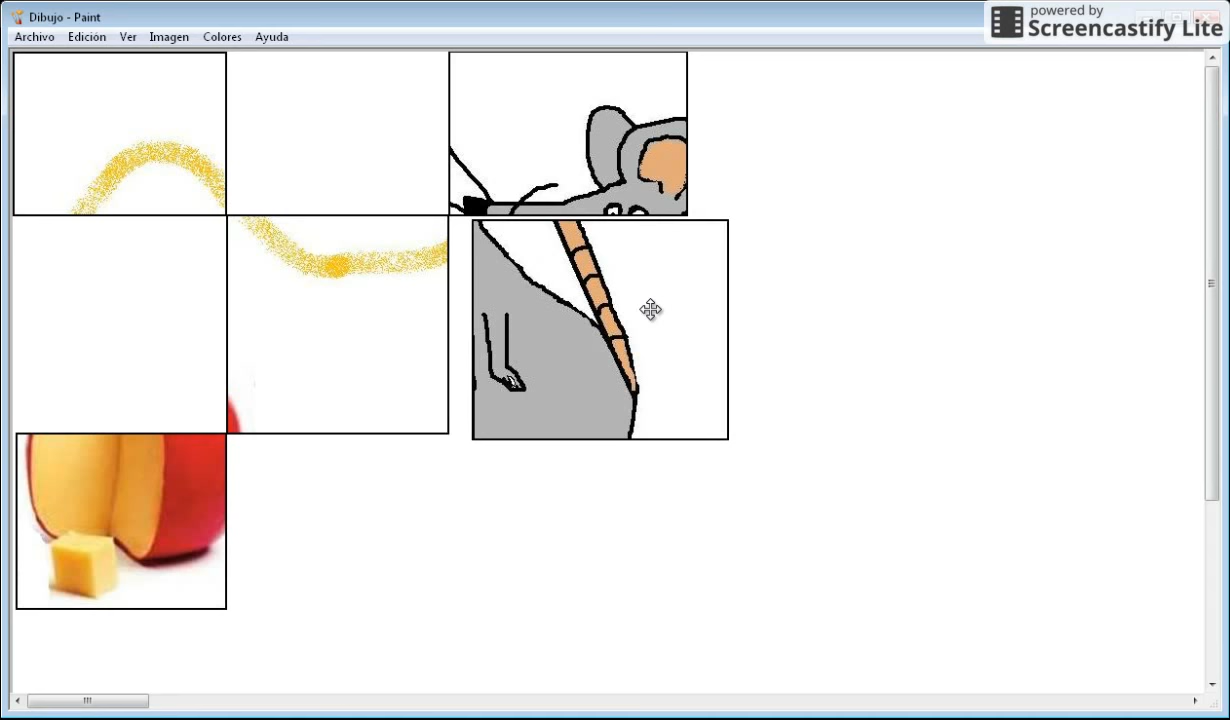 Dibujo - Paint
powered by
Screencastify Lite
Archivo Edición Ver Imagen Colores Ayuda